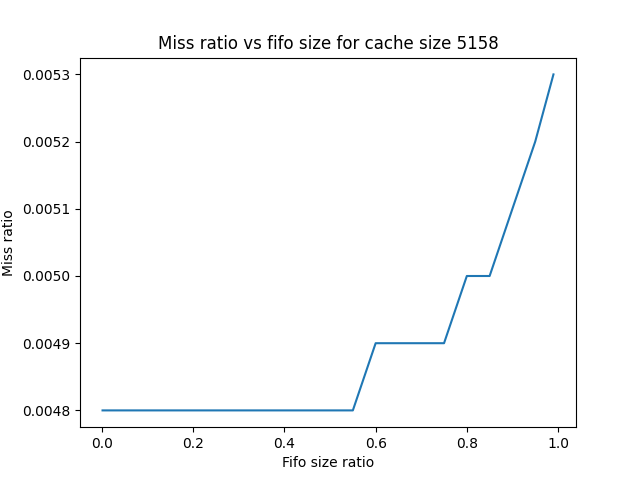 Miss ratio vs fifo size for cache size 5158
0.0053
0.0052
0.0051
0.0050
0.0049
0.0048
Miss ratio
0.0 0.2 0.4 0.6 0.8 1.0
Fifo size ratio